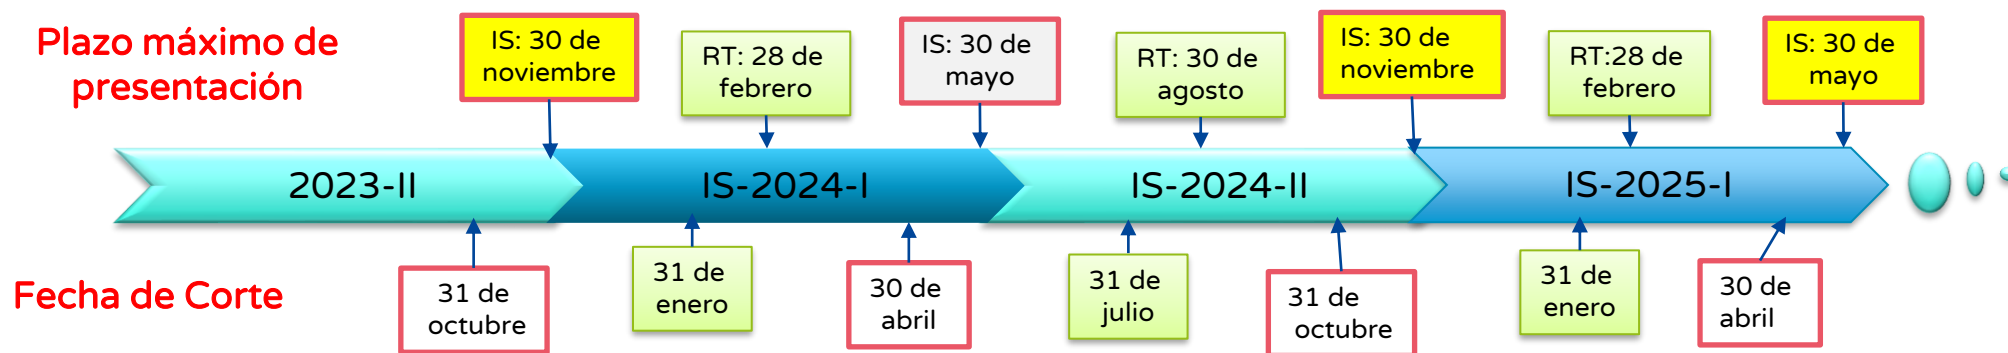 Plazo máximo de
presentación
IS: 30 de
noviembre
RT: 28 de
febrero
IS: 30 de
mayo
RT: 30 de
agosto
IS: 30 de
noviembre
RT:28 de
febrero
IS: 30 de
mayo
2023-II
IS-2024-I
IS-2024-II
IS-2025-I
Fecha de Corte
31 de
octubre
31 de
enero
30 de
abril
31 de
julio
31 de
octubre
31 de
enero
30 de
abril